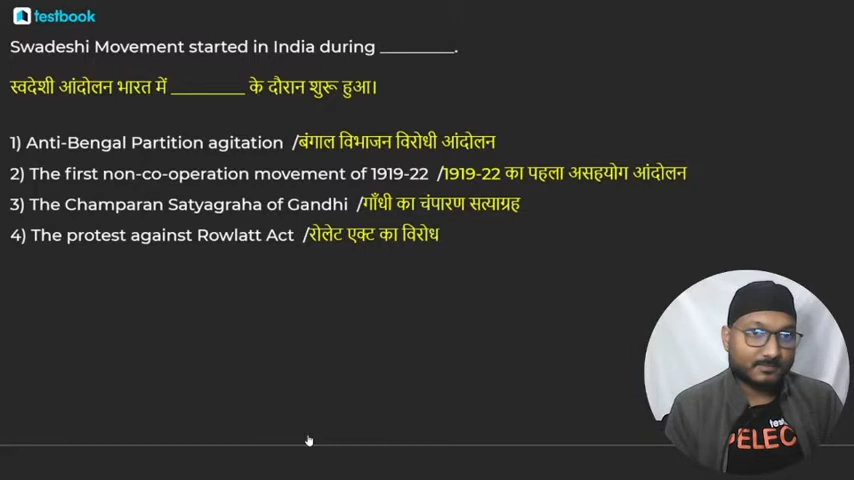 testbook
Swadeshi Movement started in India during ________.
स्वदेशी आंदोलन भारत में ________ के दौरान शुरू हुआ।
1) Anti-Bengal Partition agitation /बंगाल विभाजन विरोधी आंदोलन
2) The first non-co-operation movement of 1919-22 /1919-22 का पहला असहयोग आंदोलन
3) The Champaran Satyagraha of Gandhi /गाँधी का चंपारण सत्याग्रह
4) The protest against Rowlatt Act /रोलेट एक्ट का विरोध